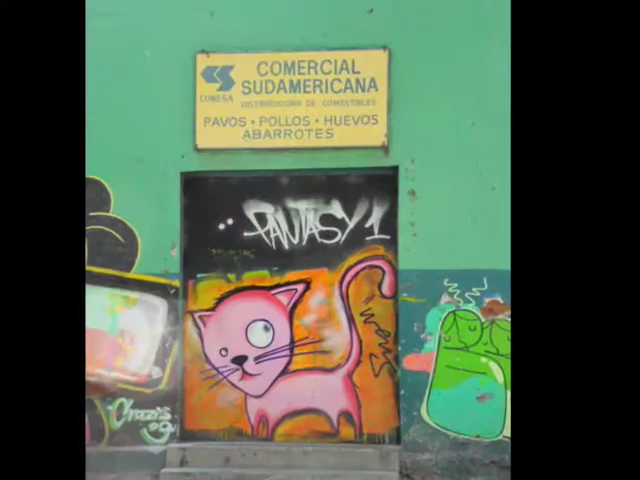 COMERCIAL
SUDAMERICANA
COMESA
DISTRIBUIDORA DE COMESTIBLES
PAVOS • POLLOS • HUEVOS
ABARROTES
FANTASY 1